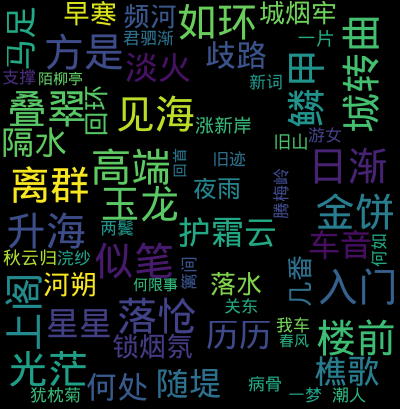 早寒
频河
如环
城烟牢
马足
方是
君驷渐
歧路
一片
城转曲
淡火
支撑
陌柳亭
新词
鳞甲
叠翠
回环
见海
涨新岸
隔水
旧山
游女
高端
回首
旧迹
日渐
离群
玉龙
夜雨
腾梅岭
金饼
升海
两鬓
护霜云
车音
何如
秋云归
浣纱
似笔
河朔
何限事
落水
几番
入门
上阁
星星
落怆
关东
楼前
锁烟氛
历历
我车
春风
光茫
樵歌
犹枕菊
何处
随堤
病骨
一梦
潮人